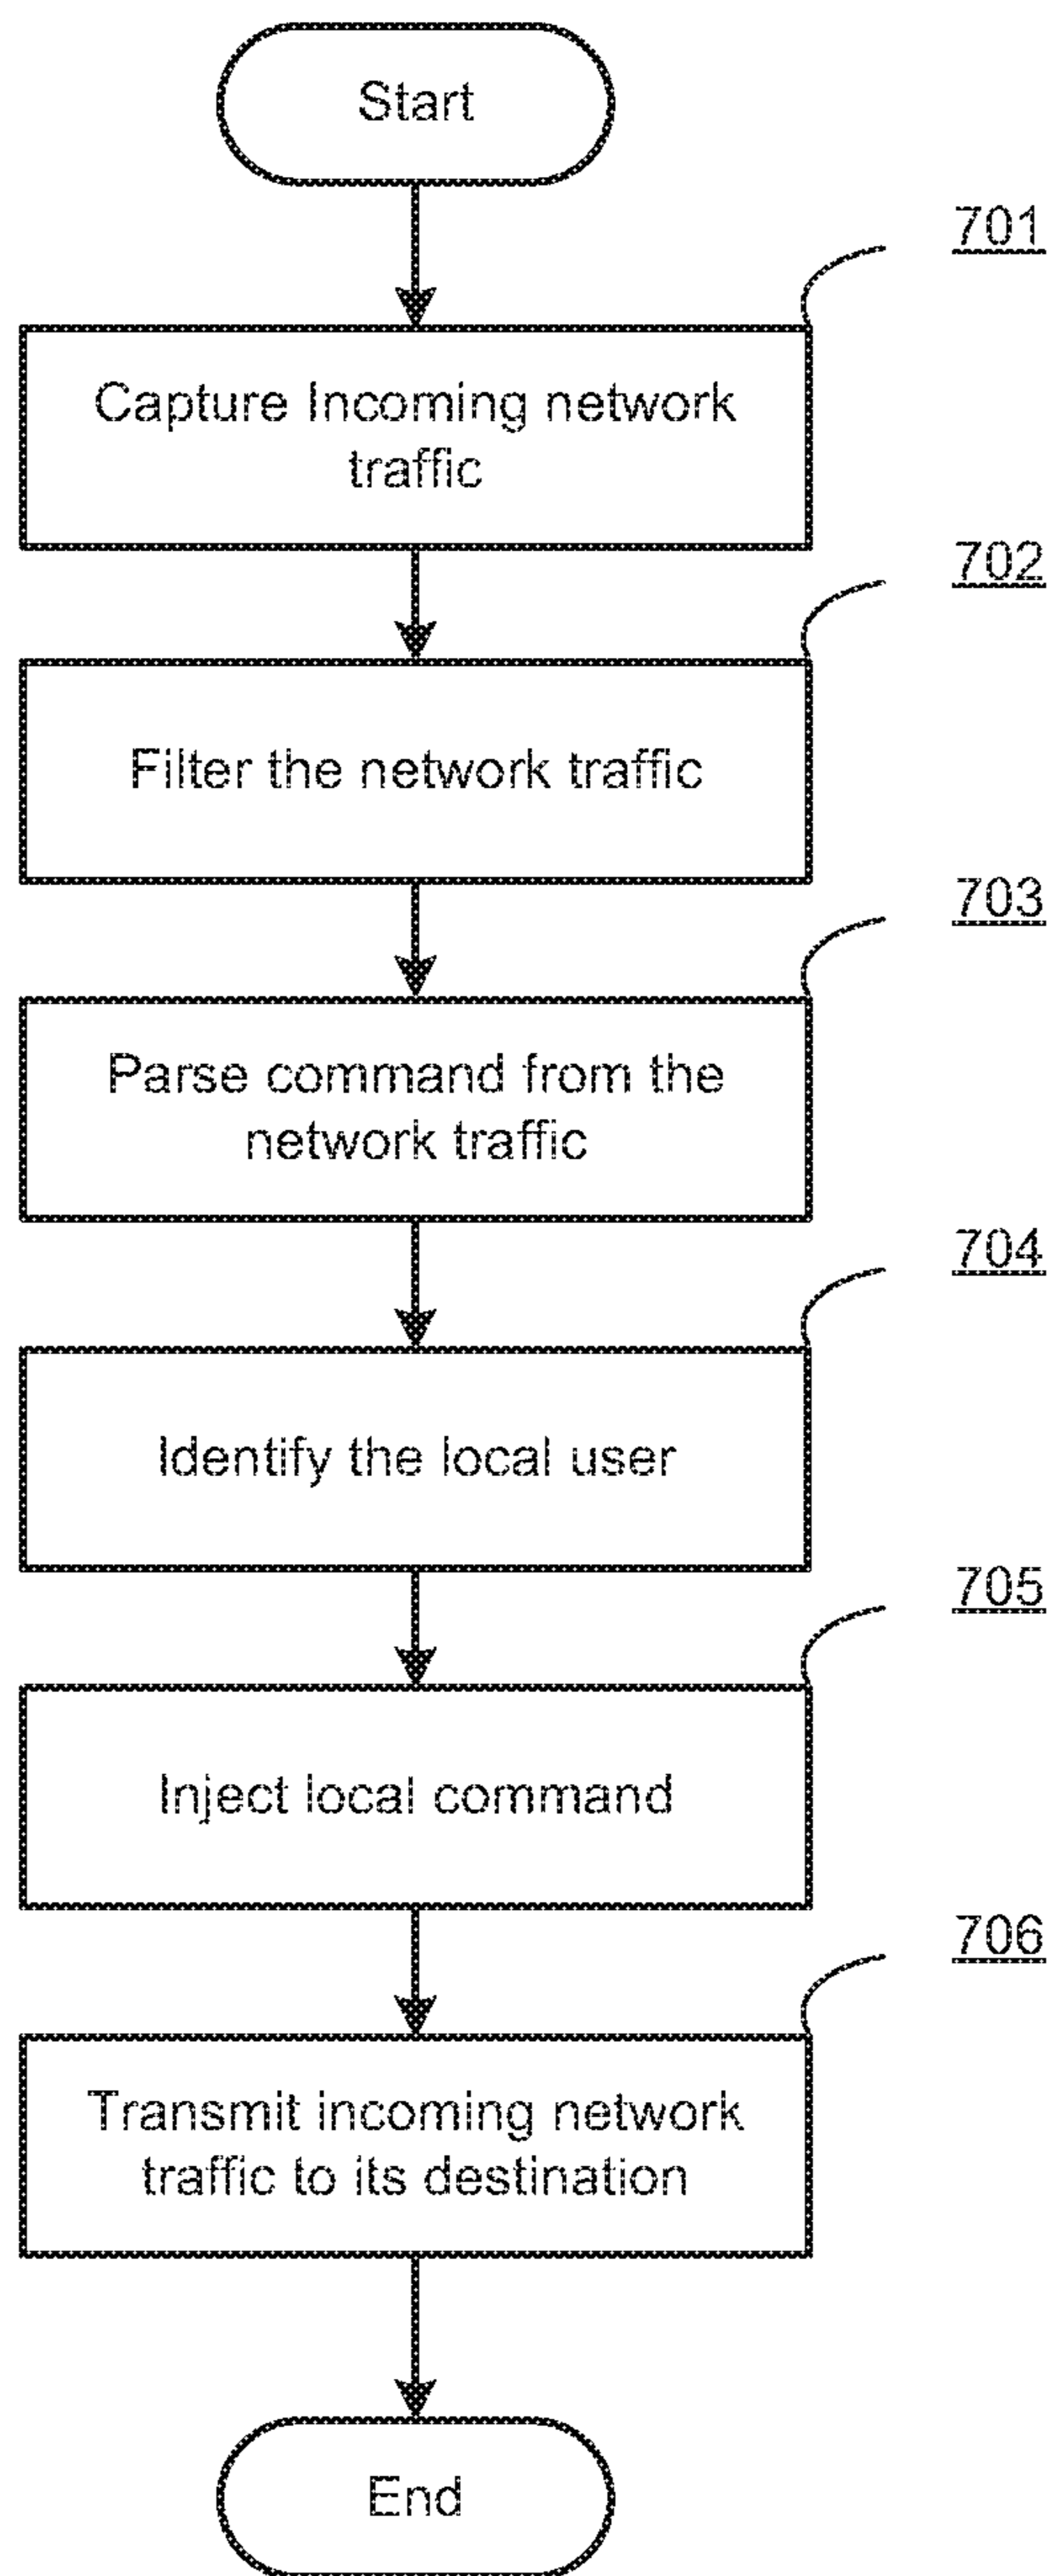 Start
701
Capture Incoming network
traffic
702
Filter the network traffic
703
Parse command from the
network traffic
704
Identify the local user
705
Inject local command
706
Transmit incoming network
traffic to its destination
End